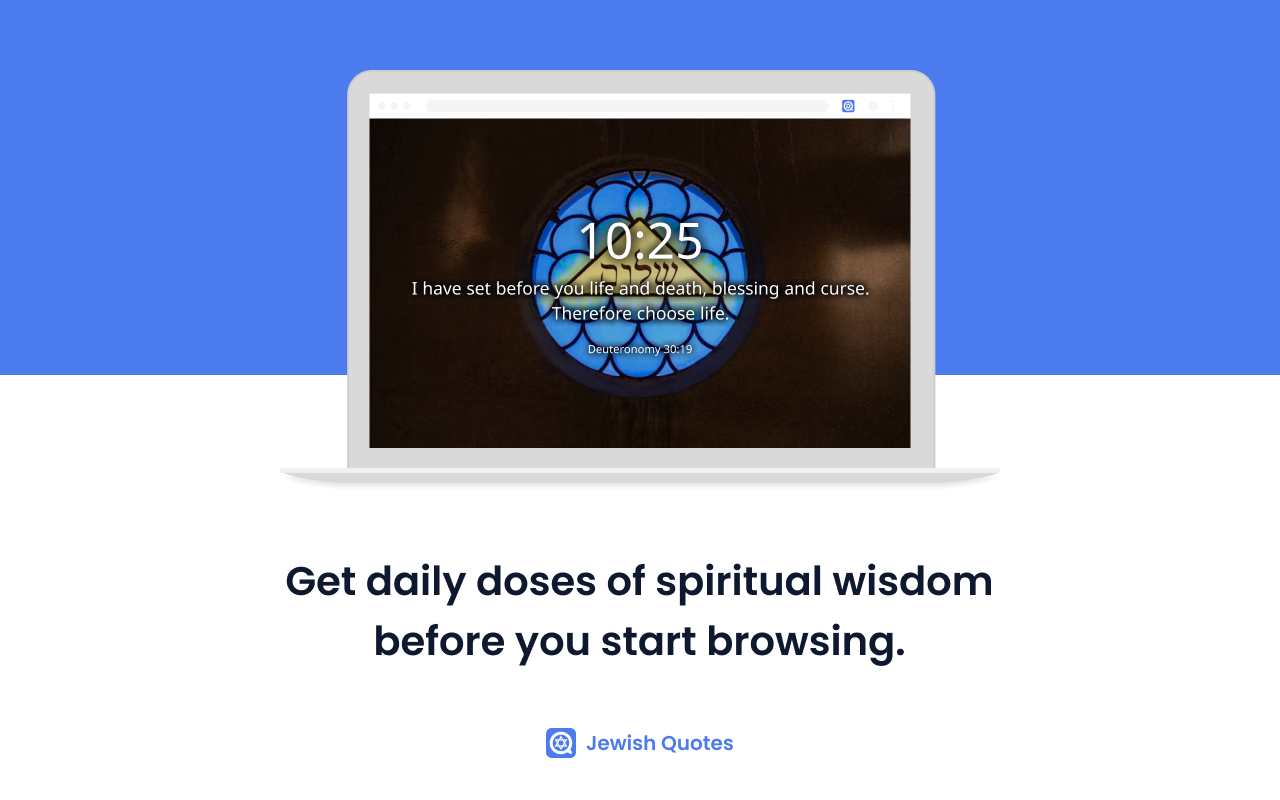 10:25
שלוה
I have set before you life and death, blessing and curse.
Therefore choose life.
Deuteronomy 30:19
Get daily doses of spiritual wisdom
before you start browsing.
Jewish Quotes